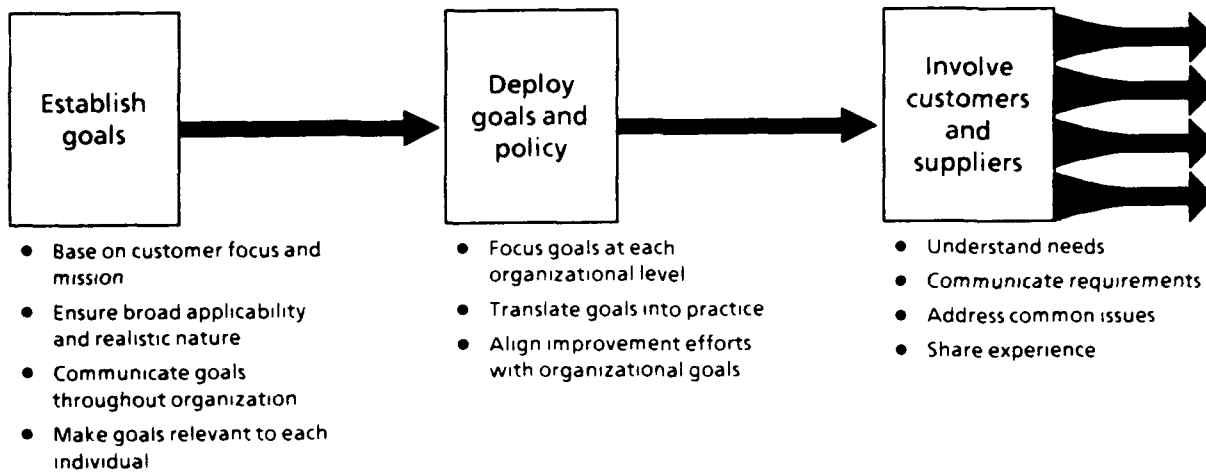 Establish
goals
Deploy
goals and
policy
Involve
customers
and
suppliers
● Base on customer focus and
mission
● Ensure broad applicability
and realistic nature
● Communicate goals
throughout organization
● Make goals relevant to each
individual
● Focus goals at each
organizational level
● Translate goals into practice
● Align improvement efforts
with organizational goals
● Understand needs
● Communicate requirements
● Address common issues
● Share experience